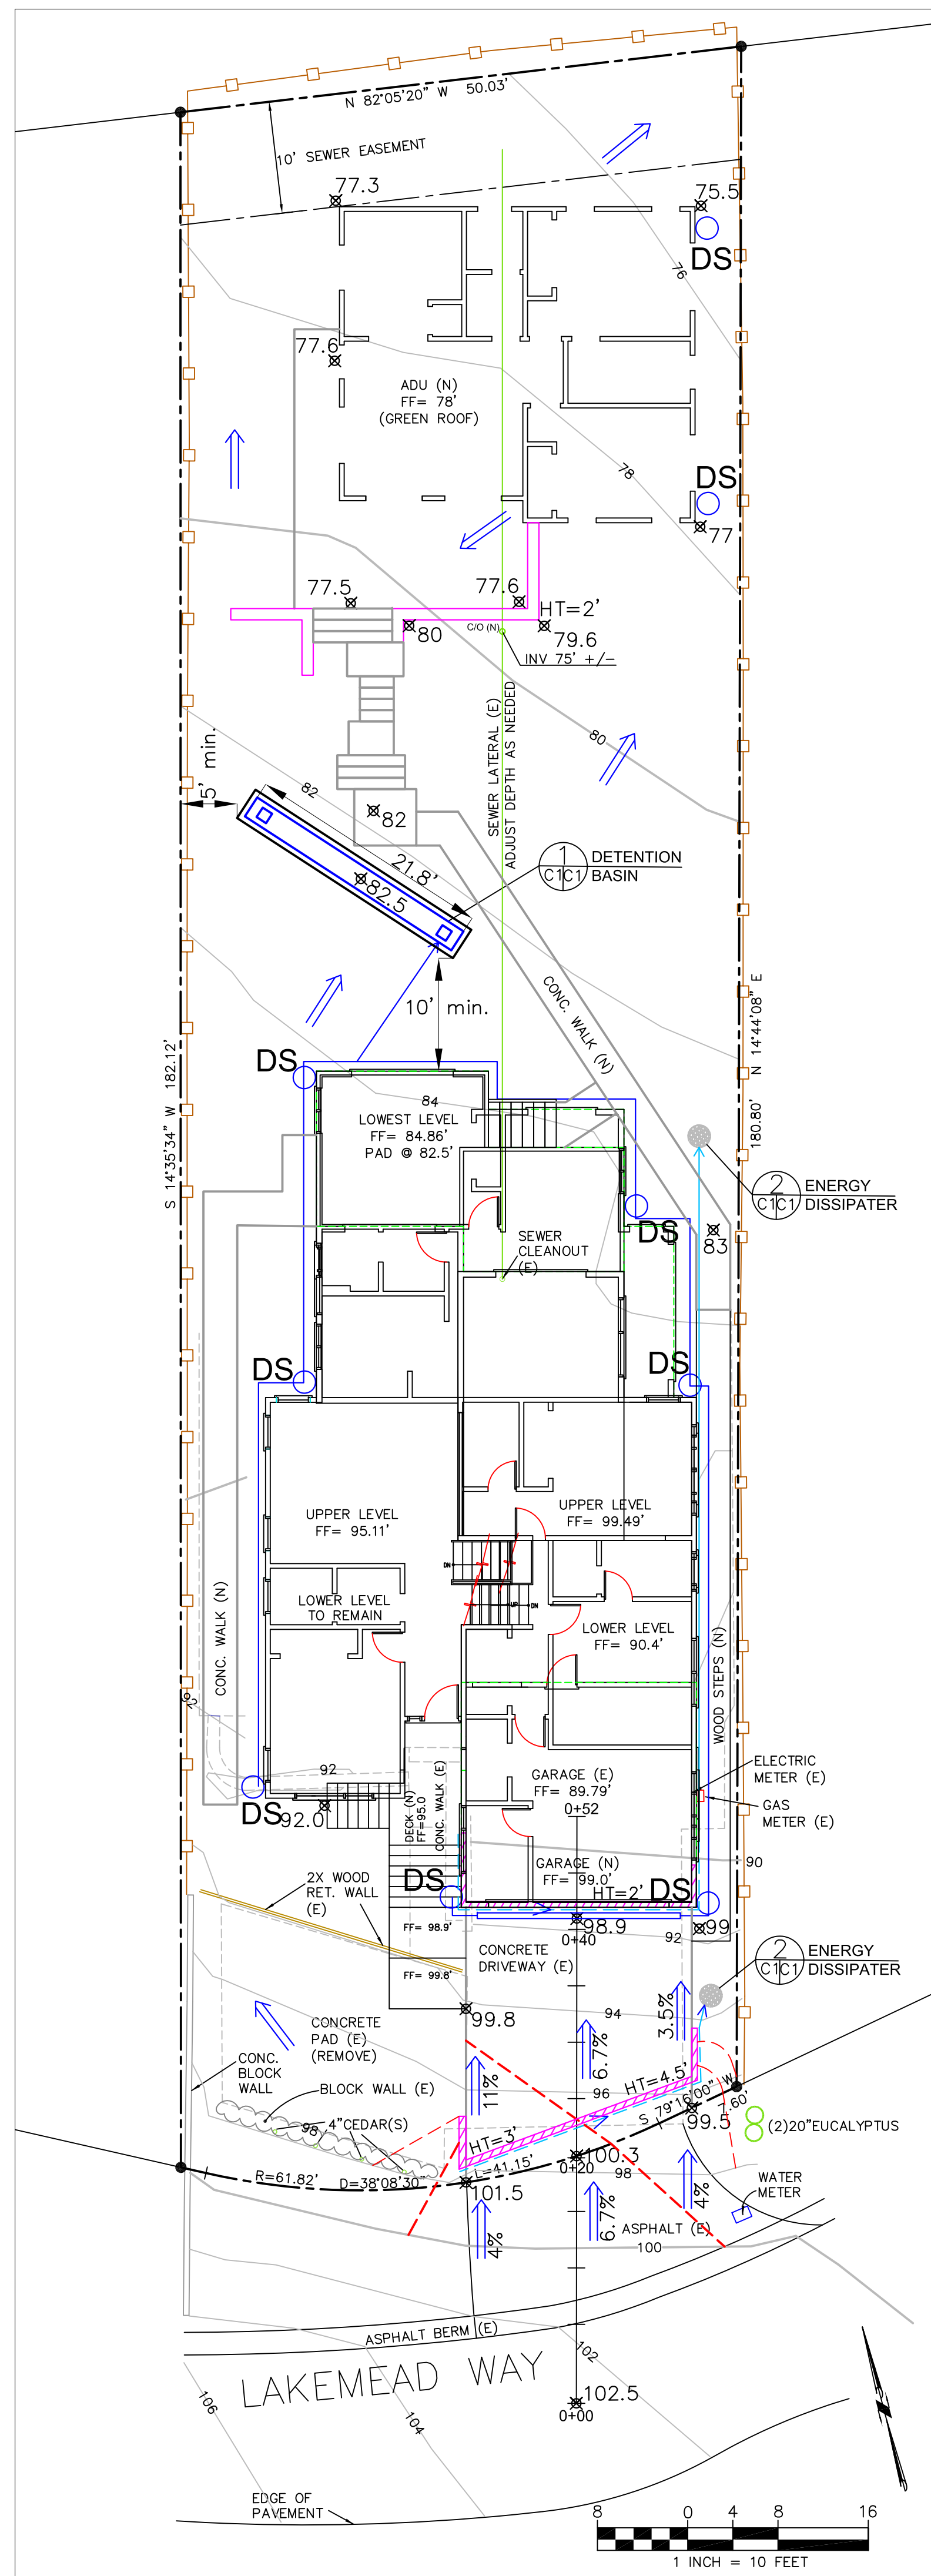 N 82°05'20" W 50.03'
10' SEWER EASEMENT
77.3
75.5
DS
76
77.6
ADU (N)
FF= 78'
(GREEN ROOF)
78
DS
77
77.5
77.6
HT=2'
80
79.6
C/O (N)
INV 75' +/-
SEWER LATERAL (E)
ADJUST DEPTH AS NEEDED
80
5' min.
82
82
21.8'
82.5
1
C1 C1
DETENTION
BASIN
10' min.
CONC. WALK (N)
S 14°35'34" W 182.12'
180.80' N 14°44'08" E
DS
84
LOWEST LEVEL
FF= 84.86'
PAD @ 82.5'
2
C1 C1
ENERGY
DISSIPATER
SEWER
CLEANOUT
(E)
DS
83
DS
DS
UPPER LEVEL
FF= 95.11'
UPPER LEVEL
FF= 99.49'
DN
LOWER LEVEL
TO REMAIN
UP
DN
LOWER LEVEL
FF= 90.4'
CONC. WALK (N)
WOOD STEPS (N)
92
92
DS
92.0
DECK (N)
FF=95.0
CONC. WALK (E)
GARAGE (E)
FF= 89.79'
0+52
ELECTRIC
METER (E)
GAS
METER (E)
90
GARAGE (N)
FF= 99.0'
HT=2'
DS
DS
2X WOOD
RET. WALL
(E)
FF= 98.9'
98.9
0+40
99
92
CONCRETE
DRIVEWAY (E)
2
C1 C1
ENERGY
DISSIPATER
FF= 99.8'
94
99.8
3.5%
CONCRETE
PAD (E)
(REMOVE)
6.7%
11%
CONC.
BLOCK
WALL
BLOCK WALL (E)
HT=4.5'
96
S 79°16'00" W
7.60'
99.5
(2)20"EUCALYPTUS
4"CEDAR(S)
98
HT=3'
100.3
0+20
98
R=61.82'
D=38°08'30"
L=41.15'
101.5
WATER
METER
4%
6.7%
4%
ASPHALT (E)
100
ASPHALT BERM (E)
LAKEMEAD WAY
102
106
104
102.5
0+00
EDGE OF
PAVEMENT
8 0 4 8 16
1 INCH = 10 FEET